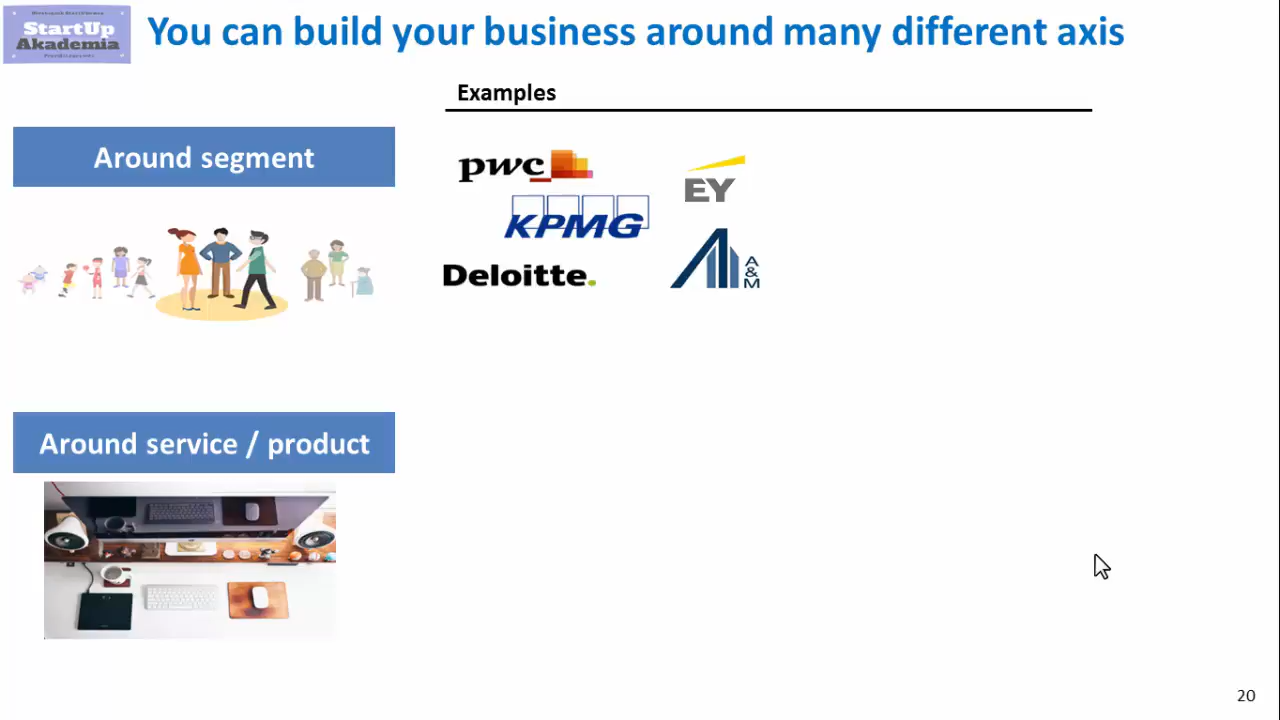 StartUp
Akademia
You can build your business around many different axis
Examples
Around segment
pwc
EY
KPMG
Deloitte.
A&M
Around service / product
20